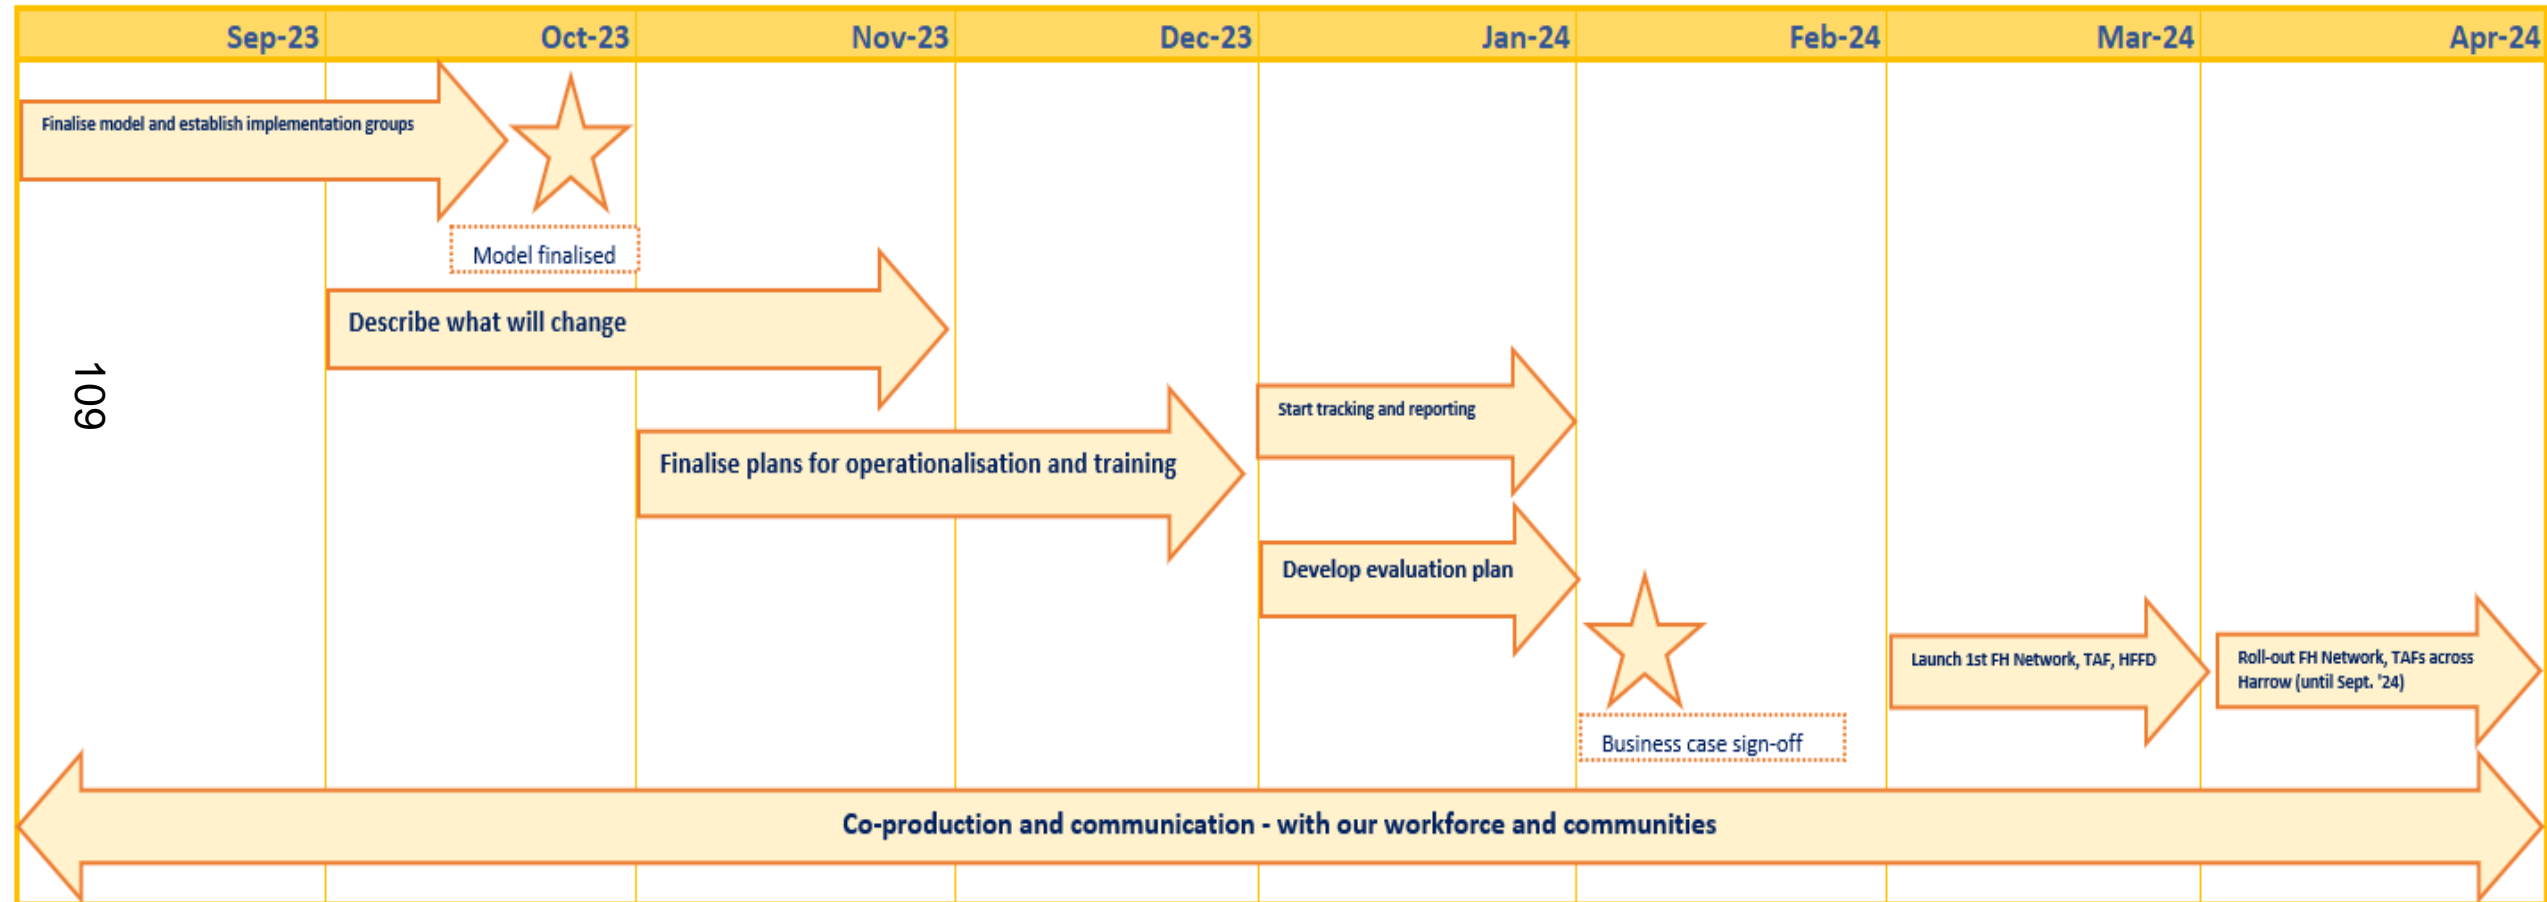 Sep-23
Oct-23
Nov-23
Dec-23
Jan-24
Feb-24
Mar-24
Apr-24
Finalise model and establish implementation groups
Model finalised
Describe what will change
109
Finalise plans for operationalisation and training
Start tracking and reporting
Develop evaluation plan
Business case sign-off
Launch 1st FH Network, TAF, HFFD
Roll-out FH Network, TAFs across
Harrow (until Sept. '24)
Co-production and communication - with our workforce and communities